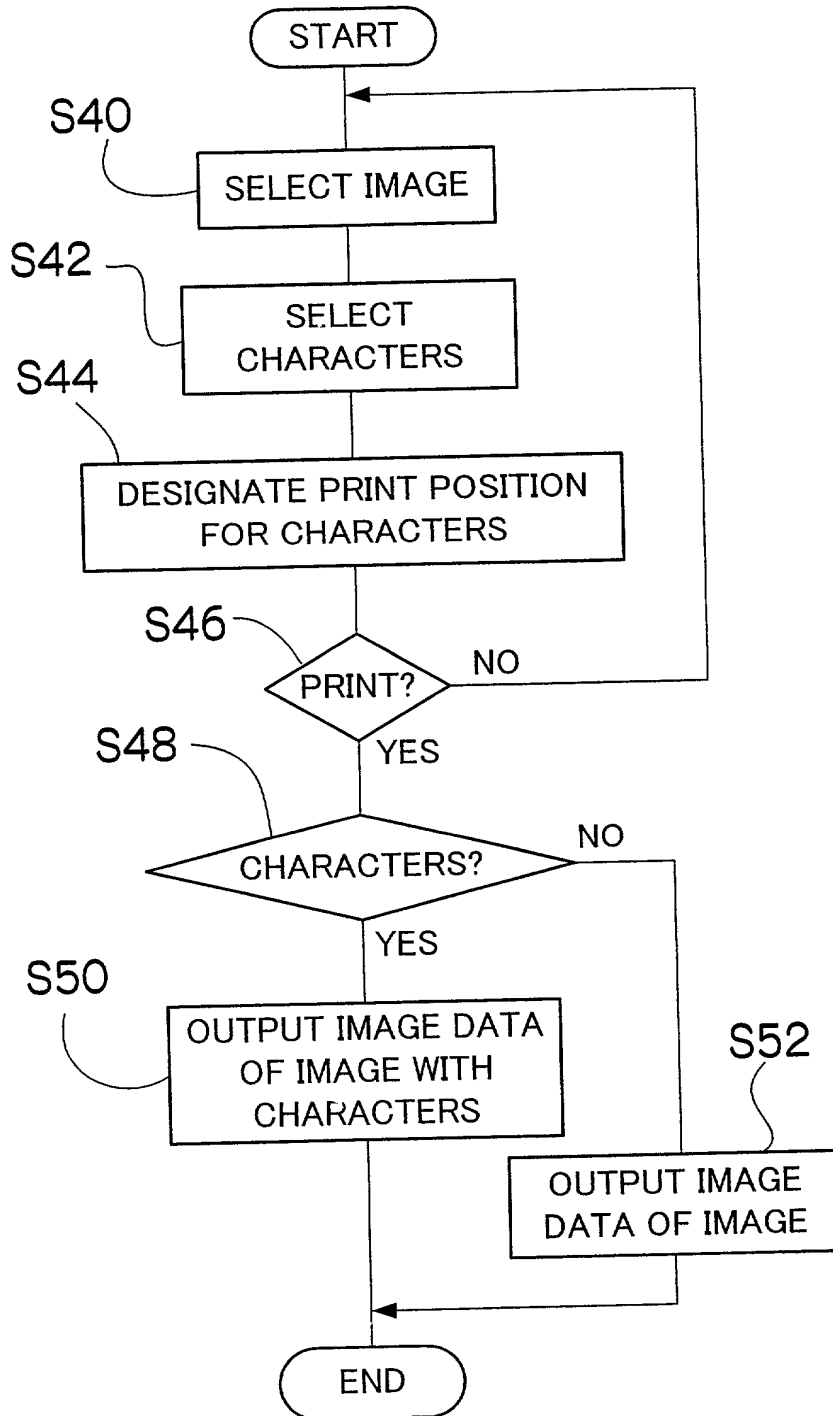 START
S40
SELECT IMAGE
S42
SELECT
CHARACTERS
S44
DESIGNATE PRINT POSITION
FOR CHARACTERS
S46
PRINT?
NO
YES
S48
CHARACTERS?
NO
YES
S50
OUTPUT IMAGE DATA
OF IMAGE WITH
CHARACTERS
S52
OUTPUT IMAGE
DATA OF IMAGE
END